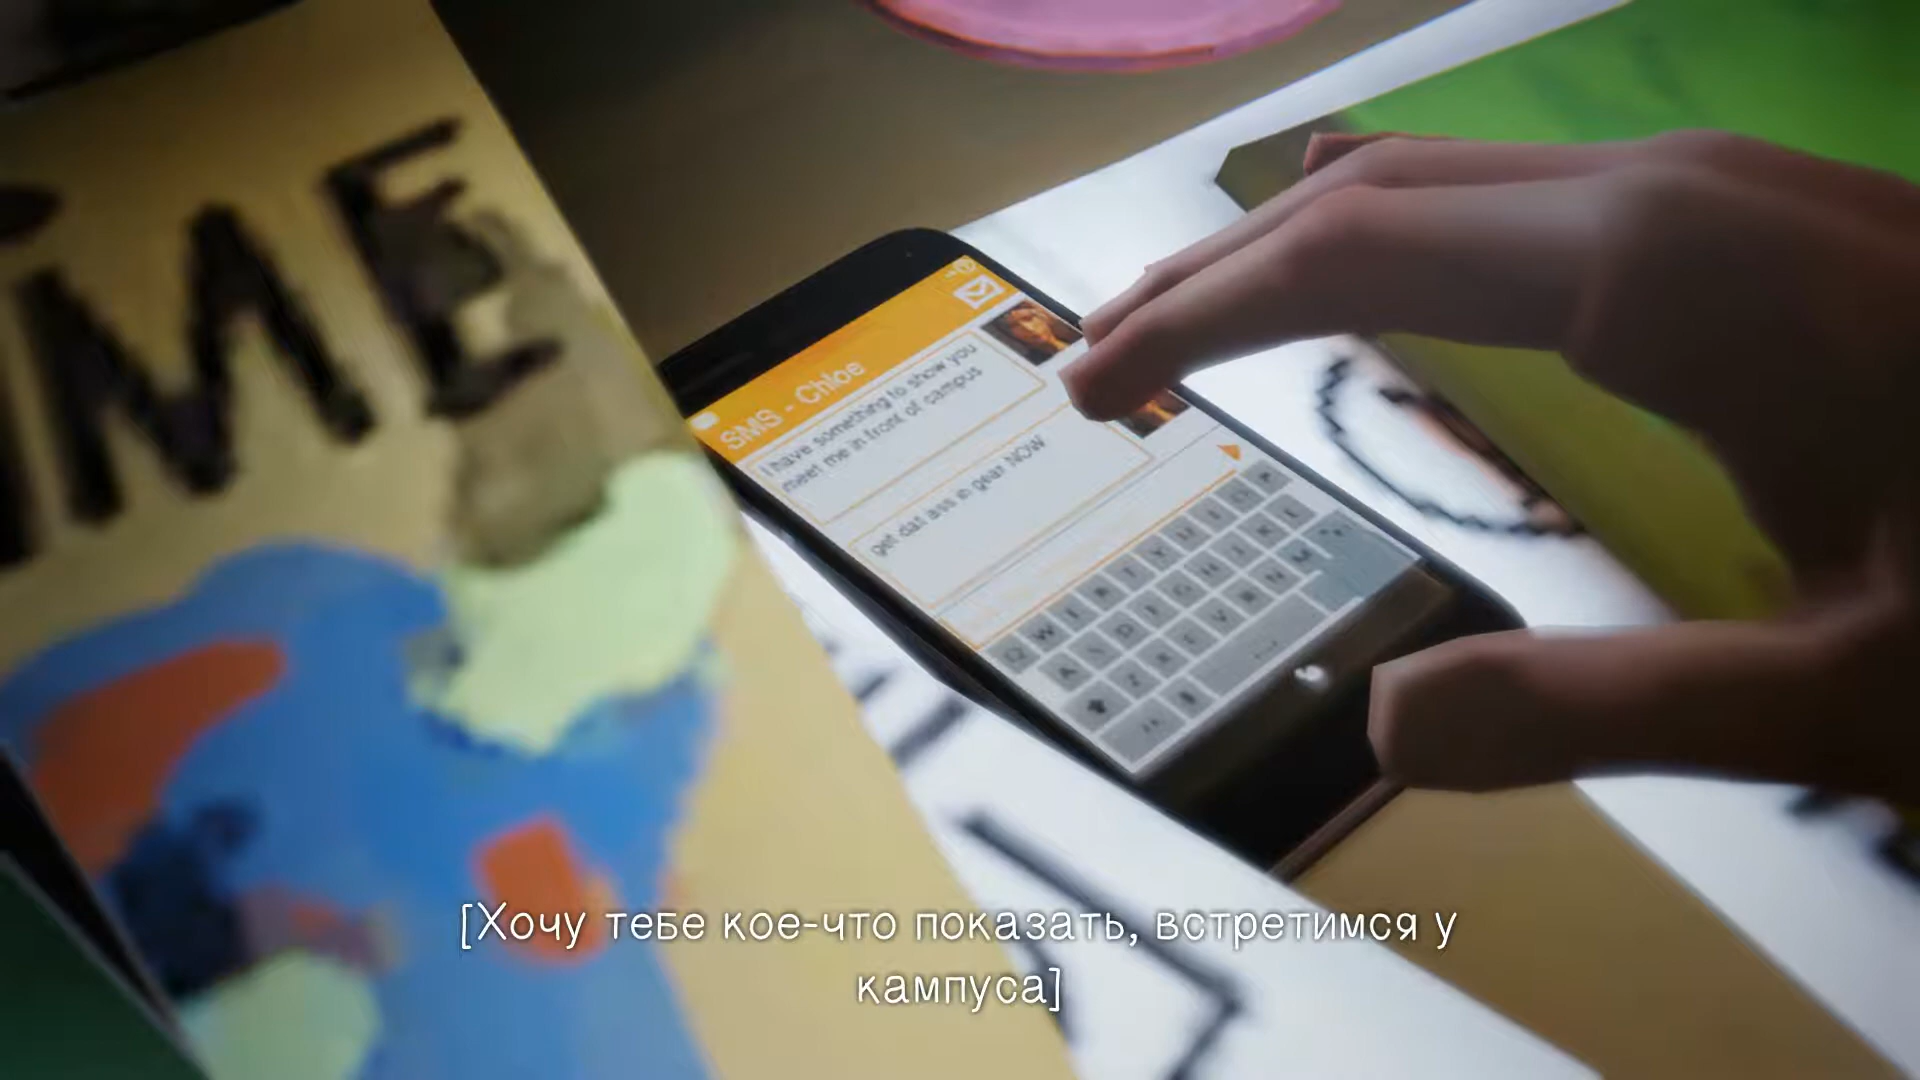 ME
SMS - Chloe
I have something to show you
meet me in front of campus
get dat ass in gear NOW
[Хочу тебе кое-что показать, встретимся у
кампуса]